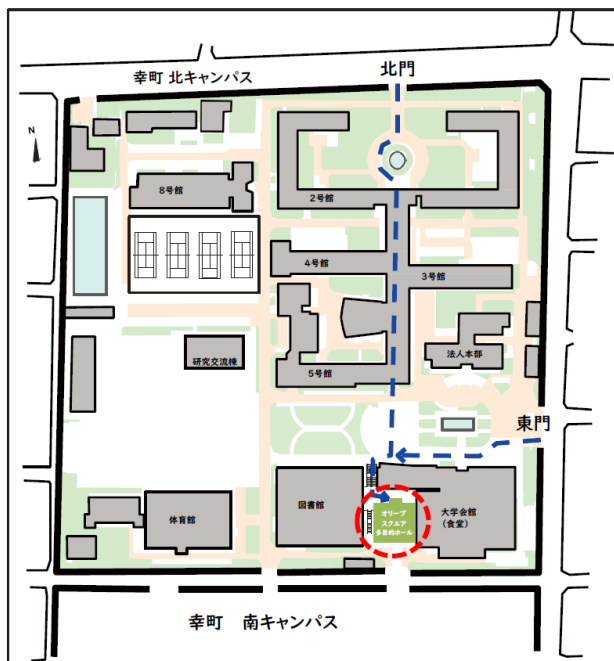 幸町 北キャンパス
北門
N
8号館
2号館
4号館
3号館
研究交流棟
5号館
法人本部
東門
図書館
オリーブ
スクエア
多目的ホール
大学会館
(食堂)
体育館
幸町 南キャンパス